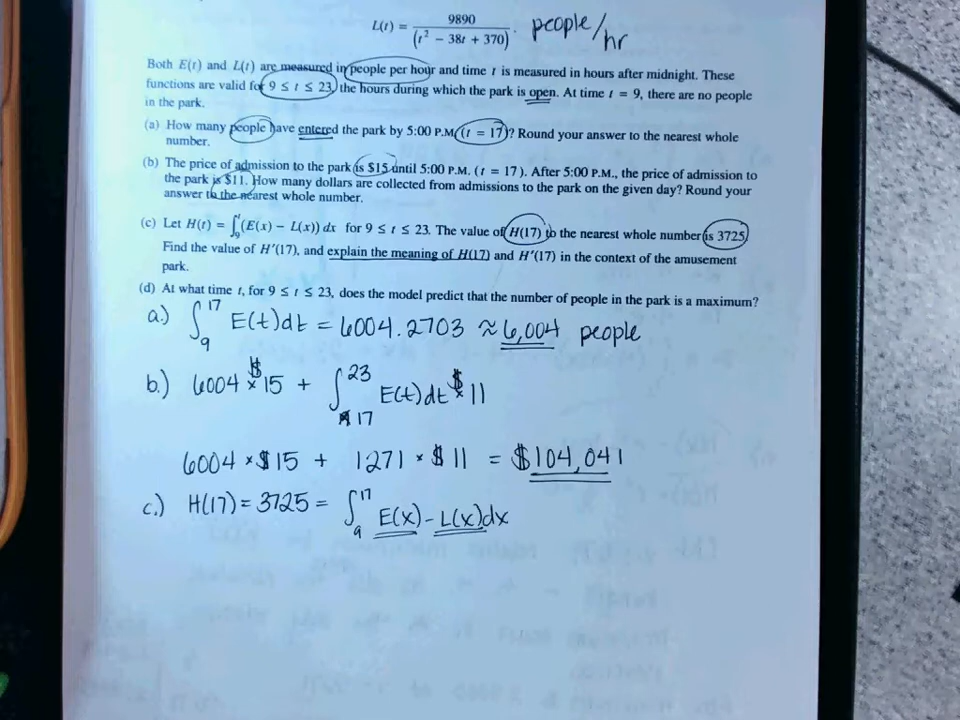 L(t) = 9890 / (t² − 38t + 370) . people/hr
Both E(t) and L(t) are measured in people per hour and time t is measured in hours after midnight. These
functions are valid for 9 ≤ t ≤ 23, the hours during which the park is open. At time t = 9, there are no people
in the park.
(a) How many people have entered the park by 5:00 P.M. (t = 17)? Round your answer to the nearest whole
number.
(b) The price of admission to the park is $15 until 5:00 P.M. (t = 17). After 5:00 P.M., the price of admission to
the park is $11. How many dollars are collected from admissions to the park on the given day? Round your
answer to the nearest whole number.
(c) Let H(t) = ∫₉ᵗ (E(x) − L(x)) dx for 9 ≤ t ≤ 23. The value of H(17) to the nearest whole number is 3725.
Find the value of H′(17), and explain the meaning of H(17) and H′(17) in the context of the amusement
park.
(d) At what time t, for 9 ≤ t ≤ 23, does the model predict that the number of people in the park is a maximum?
a.) ∫₉¹⁷ E(t)dt = 6004.2703 ≈ 6,004 people
b.) 6004 × $15 + ∫₁₇²³ E(t)dt × $11
6004 × $15 + 1271 × $11 = $104,041
c.) H(17) = 3725 = ∫₉¹⁷ E(x) − L(x)dx